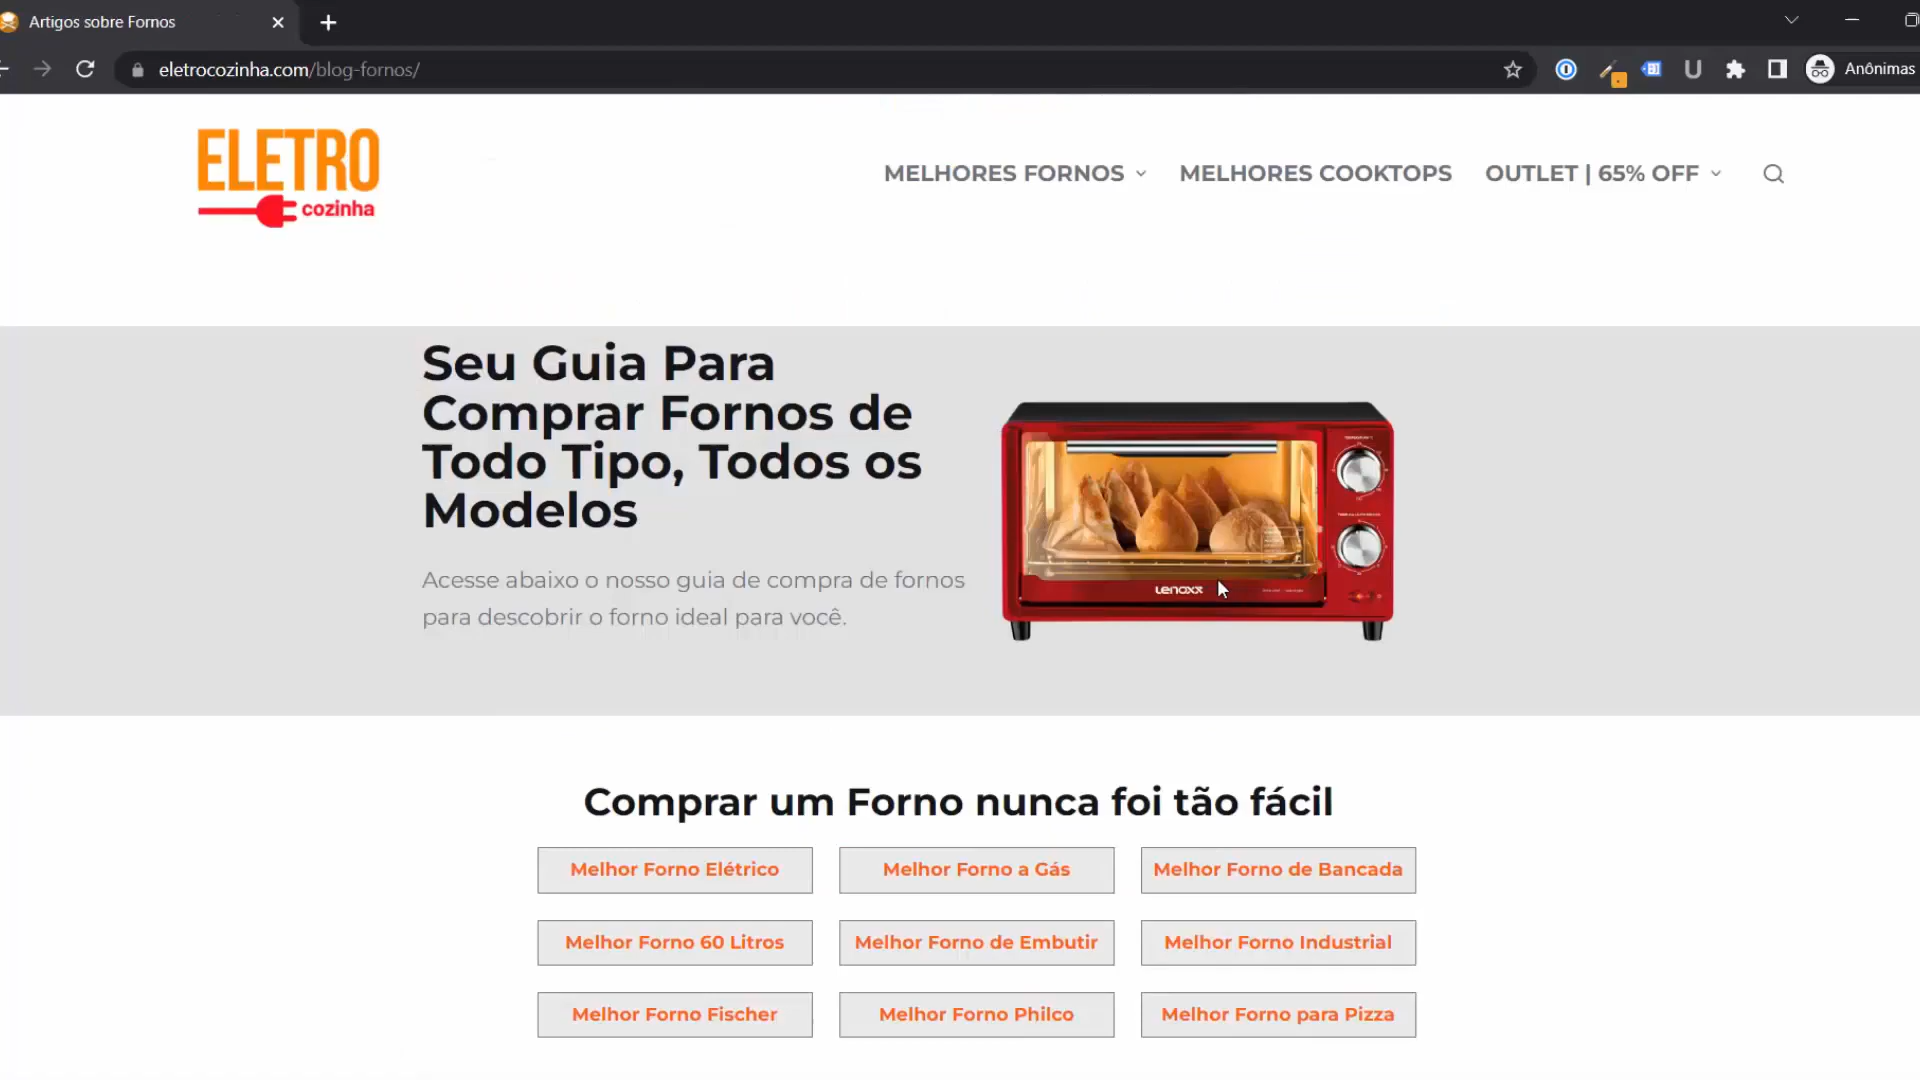 Artigos sobre Fornos
eletrocozinha.com/blog-fornos/
Anônimas
ELETRO
cozinha
MELHORES FORNOS
MELHORES COOKTOPS
OUTLET | 65% OFF
Seu Guia Para
Comprar Fornos de
Todo Tipo, Todos os
Modelos
Acesse abaixo o nosso guia de compra de fornos
para descobrir o forno ideal para você.
Lenoxx
Comprar um Forno nunca foi tão fácil
Melhor Forno Elétrico
Melhor Forno a Gás
Melhor Forno de Bancada
Melhor Forno 60 Litros
Melhor Forno de Embutir
Melhor Forno Industrial
Melhor Forno Fischer
Melhor Forno Philco
Melhor Forno para Pizza